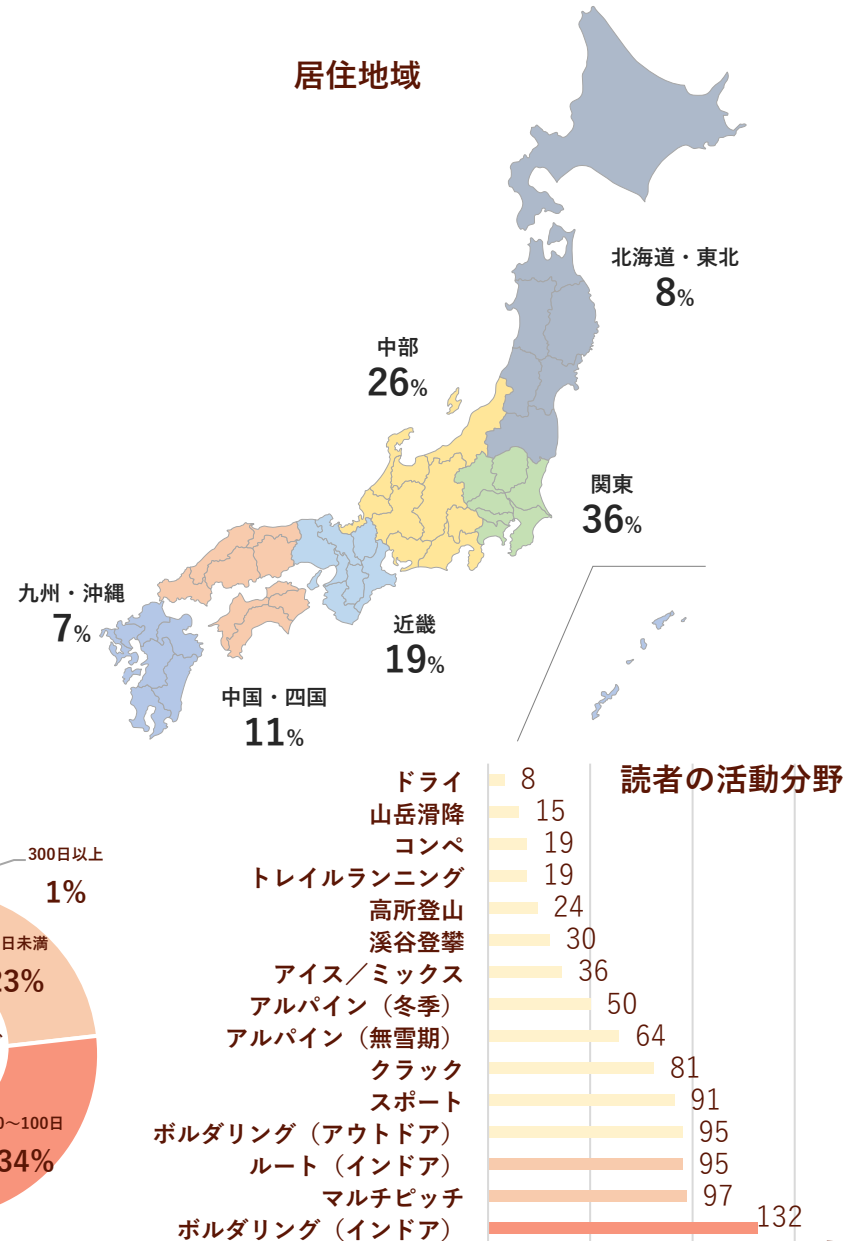 居住地域
北海道・東北
8%
中部
26%
関東
36%
九州・沖縄
7%
近畿
19%
中国・四国
11%
読者の活動分野
ドライ 8
山岳滑降 15
コンペ 19
トレイルランニング 19
高所登山 24
渓谷登攀 30
アイス／ミックス 36
アルパイン（冬季） 50
アルパイン（無雪期） 64
クラック 81
スポート 91
ボルダリング（アウトドア） 95
ルート（インドア） 95
マルチピッチ 97
ボルダリング（インドア） 132
300日以上
1%
日未満
23%
0〜100日
34%